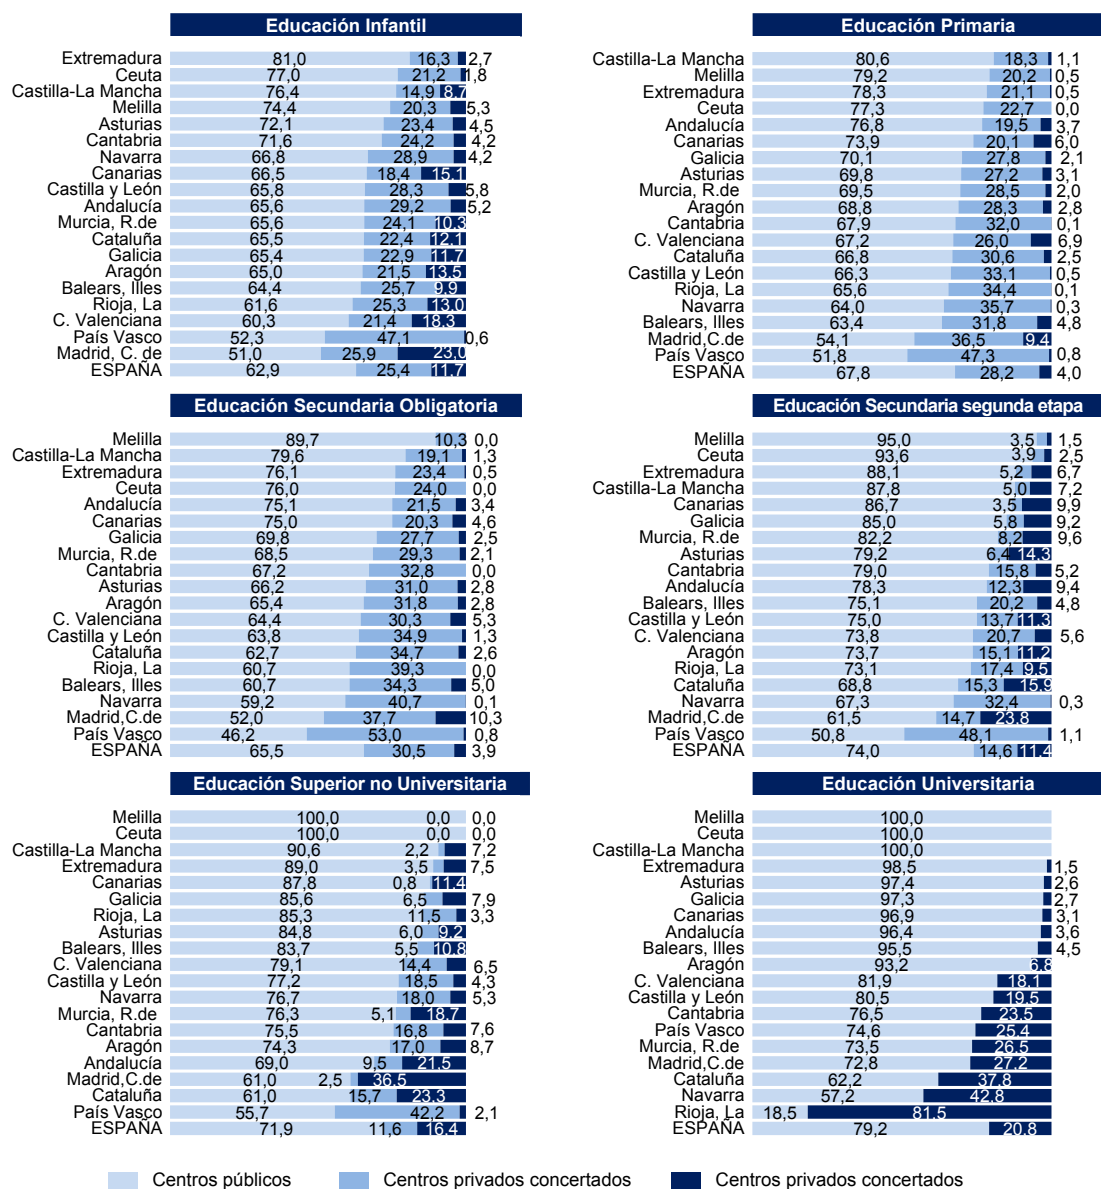 Educación Infantil
Extremadura 81,0 16,3 2,7
Ceuta 77,0 21,2 1,8
Castilla-La Mancha 76,4 14,9 8.7
Melilla 74,4 20,3 5,3
Asturias 72,1 23,4 4,5
Cantabria 71,6 24,2 4,2
Navarra 66,8 28,9 4,2
Canarias 66,5 18,4 15.1
Castilla y León 65,8 28,3 5,8
Andalucía 65,6 29,2 5,2
Murcia, R.de 65,6 24,1 10.3
Cataluña 65,5 22,4 12.1
Galicia 65,4 22,9 11.7
Aragón 65,0 21,5 13.5
Balears, Illes 64,4 25,7 9.9
Rioja, La 61,6 25,3 13.0
C. Valenciana 60,3 21,4 18.3
País Vasco 52,3 47,1 0,6
Madrid, C. de 51,0 25,9 23,0
ESPAÑA 62,9 25,4 11.7
Educación Primaria
Castilla-La Mancha 80,6 18,3 1,1
Melilla 79,2 20,2 0,5
Extremadura 78,3 21,1 0,5
Ceuta 77,3 22,7 0,0
Andalucía 76,8 19,5 3,7
Canarias 73,9 20,1 6,0
Galicia 70,1 27,8 2,1
Asturias 69,8 27,2 3,1
Murcia, R.de 69,5 28,5 2,0
Aragón 68,8 28,3 2,8
Cantabria 67,9 32,0 0,1
C. Valenciana 67,2 26,0 6,9
Cataluña 66,8 30,6 2,5
Castilla y León 66,3 33,1 0,5
Rioja, La 65,6 34,4 0,1
Navarra 64,0 35,7 0,3
Balears, Illes 63,4 31,8 4,8
Madrid,C.de 54,1 36,5 9.4
País Vasco 51,8 47,3 0,8
ESPAÑA 67,8 28,2 4,0
Educación Secundaria Obligatoria
Melilla 89,7 10,3 0,0
Castilla-La Mancha 79,6 19,1 1,3
Extremadura 76,1 23,4 0,5
Ceuta 76,0 24,0 0,0
Andalucía 75,1 21,5 3,4
Canarias 75,0 20,3 4,6
Galicia 69,8 27,7 2,5
Murcia, R.de 68,5 29,3 2,1
Cantabria 67,2 32,8 0,0
Asturias 66,2 31,0 2,8
Aragón 65,4 31,8 2,8
C. Valenciana 64,4 30,3 5,3
Castilla y León 63,8 34,9 1,3
Cataluña 62,7 34,7 2,6
Rioja, La 60,7 39,3 0,0
Balears, Illes 60,7 34,3 5,0
Navarra 59,2 40,7 0,1
Madrid,C.de 52,0 37,7 10,3
País Vasco 46,2 53,0 0,8
ESPAÑA 65,5 30,5 3,9
Educación Secundaria segunda etapa
Melilla 95,0 3,5 1,5
Ceuta 93,6 3,9 2,5
Extremadura 88,1 5,2 6,7
Castilla-La Mancha 87,8 5,0 7,2
Canarias 86,7 3,5 9,9
Galicia 85,0 5,8 9,2
Murcia, R.de 82,2 8,2 9,6
Asturias 79,2 6,4 14.3
Cantabria 79,0 15,8 5,2
Andalucía 78,3 12,3 9,4
Balears, Illes 75,1 20,2 4,8
Castilla y León 75,0 13,7 11.3
C. Valenciana 73,8 20,7 5,6
Aragón 73,7 15,1 11.2
Rioja, La 73,1 17,4 9.5
Cataluña 68,8 15,3 15.9
Navarra 67,3 32,4 0,3
Madrid,C.de 61,5 14,7 23.8
País Vasco 50,8 48,1 1,1
ESPAÑA 74,0 14,6 11.4
Educación Superior no Universitaria
Melilla 100,0 0,0 0,0
Ceuta 100,0 0,0 0,0
Castilla-La Mancha 90,6 2,2 7,2
Extremadura 89,0 3,5 7,5
Canarias 87,8 0,8 11.4
Galicia 85,6 6,5 7,9
Rioja, La 85,3 11,5 3,3
Asturias 84,8 6,0 9.2
Balears, Illes 83,7 5,5 10.8
C. Valenciana 79,1 14,4 6,5
Castilla y León 77,2 18,5 4,3
Navarra 76,7 18,0 5,3
Murcia, R.de 76,3 5,1 18.7
Cantabria 75,5 16,8 7,6
Aragón 74,3 17,0 8,7
Andalucía 69,0 9,5 21.5
Madrid,C.de 61,0 2,5 36.5
Cataluña 61,0 15,7 23.3
País Vasco 55,7 42,2 2,1
ESPAÑA 71,9 11,6 16.4
Educación Universitaria
Melilla 100,0
Ceuta 100,0
Castilla-La Mancha 100,0
Extremadura 98,5 1,5
Asturias 97,4 2,6
Galicia 97,3 2,7
Canarias 96,9 3,1
Andalucía 96,4 3,6
Balears, Illes 95,5 4,5
Aragón 93,2 6.8
C. Valenciana 81,9 18.1
Castilla y León 80,5 19.5
Cantabria 76,5 23.5
País Vasco 74,6 25.4
Murcia, R.de 73,5 26.5
Madrid,C.de 72,8 27.2
Cataluña 62,2 37.8
Navarra 57,2 42.8
Rioja, La 18,5 81.5
ESPAÑA 79,2 20.8
Centros públicos Centros privados concertados Centros privados concertados